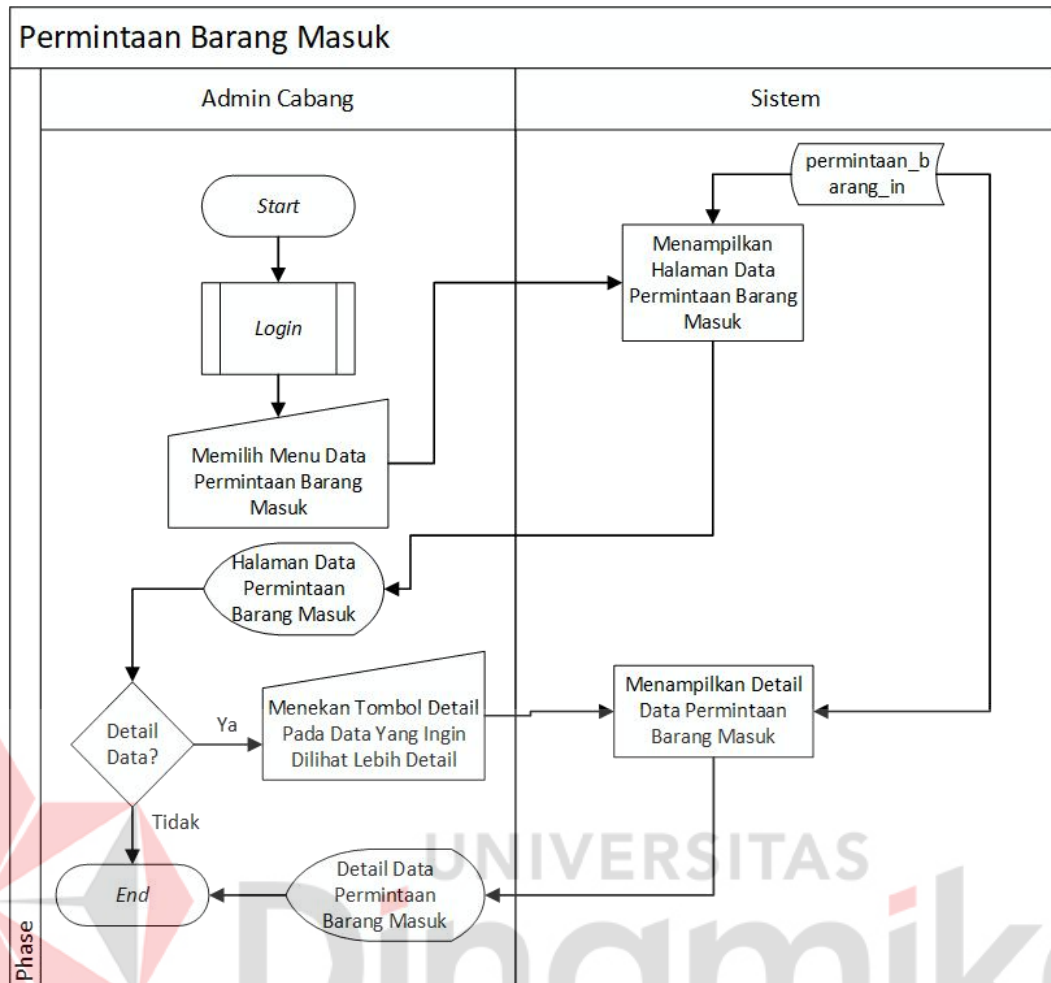 Permintaan Barang Masuk
Admin Cabang
Sistem
permintaan_b
arang_in
Start
Menampilkan
Halaman Data
Permintaan Barang
Masuk
Login
Memilih Menu Data
Permintaan Barang
Masuk
Halaman Data
Permintaan
Barang Masuk
Detail
Data?
Ya
Menekan Tombol Detail
Pada Data Yang Ingin
Dilihat Lebih Detail
Menampilkan Detail
Data Permintaan
Barang Masuk
Tidak
End
Detail Data
Permintaan
Barang Masuk
Phase
UNIVERSITAS
Dinamika